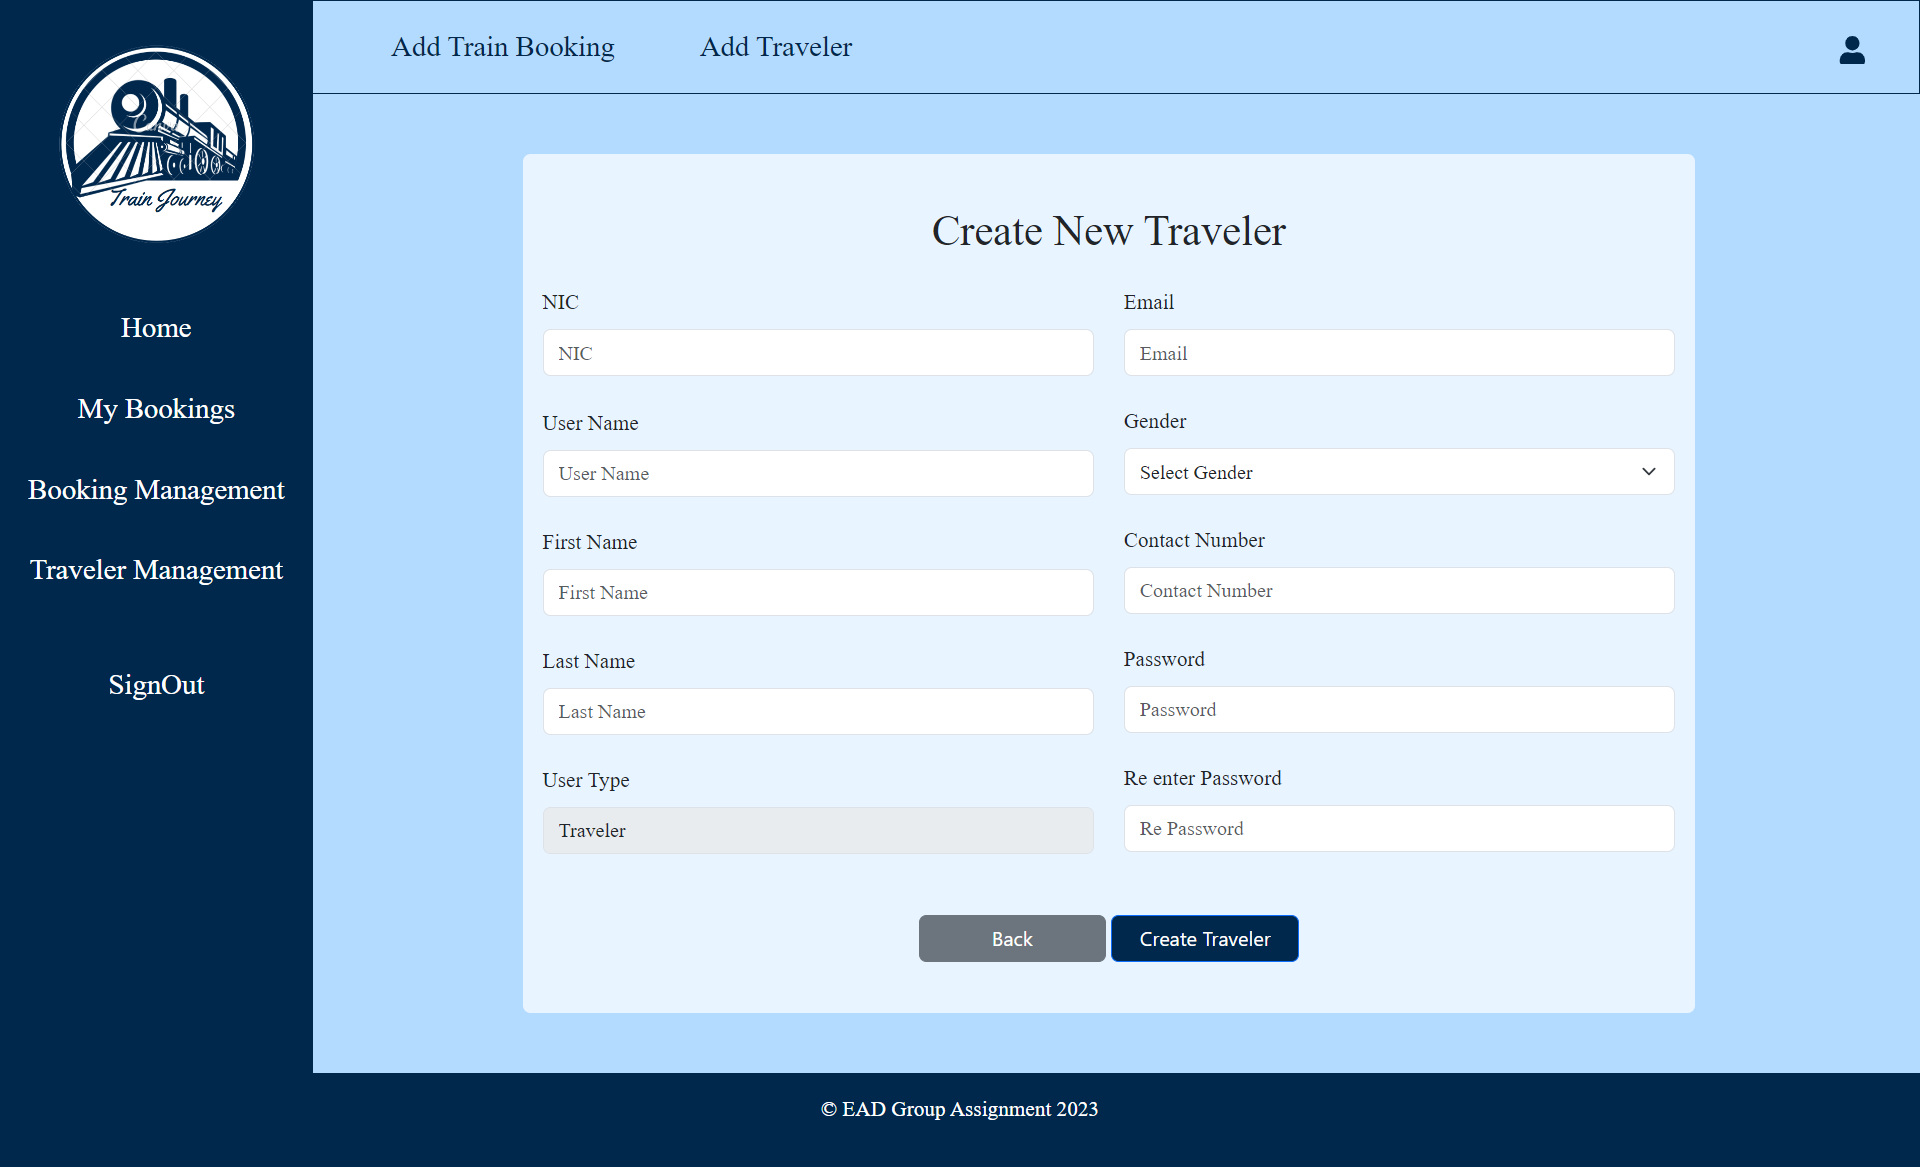 Train Journey
Home
My Bookings
Booking Management
Traveler Management
SignOut
Add Train Booking
Add Traveler
Create New Traveler
NIC
NIC
User Name
User Name
First Name
First Name
Last Name
Last Name
User Type
Traveler
Email
Email
Gender
Select Gender
Contact Number
Contact Number
Password
Password
Re enter Password
Re Password
Back
Create Traveler
© EAD Group Assignment 2023